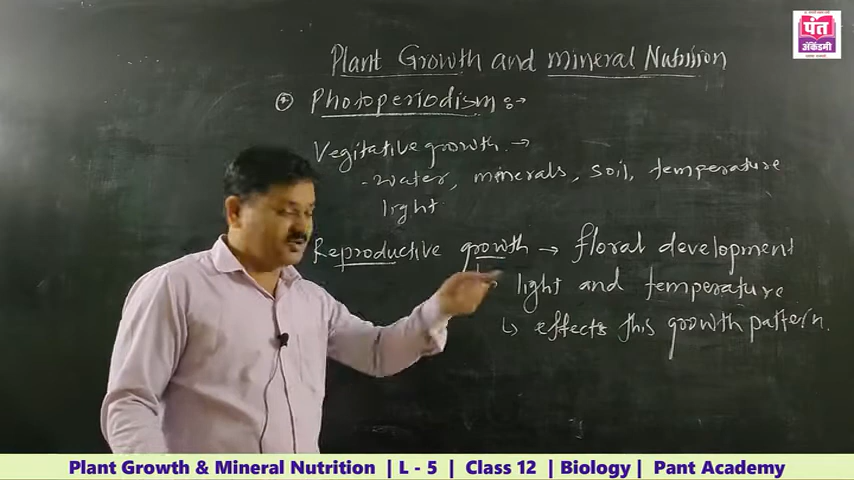 पंत
अॅकॅडमी
Plant Growth and mineral Nutrition
Photoperiodism :→
Vegitative growth →
- water, minerals, soil, temperature
light
Reproductive growth → floral development
light and temperature
↳ effects this growth pattern.
Plant Growth & Mineral Nutrition | L - 5 | Class 12 | Biology | Pant Academy